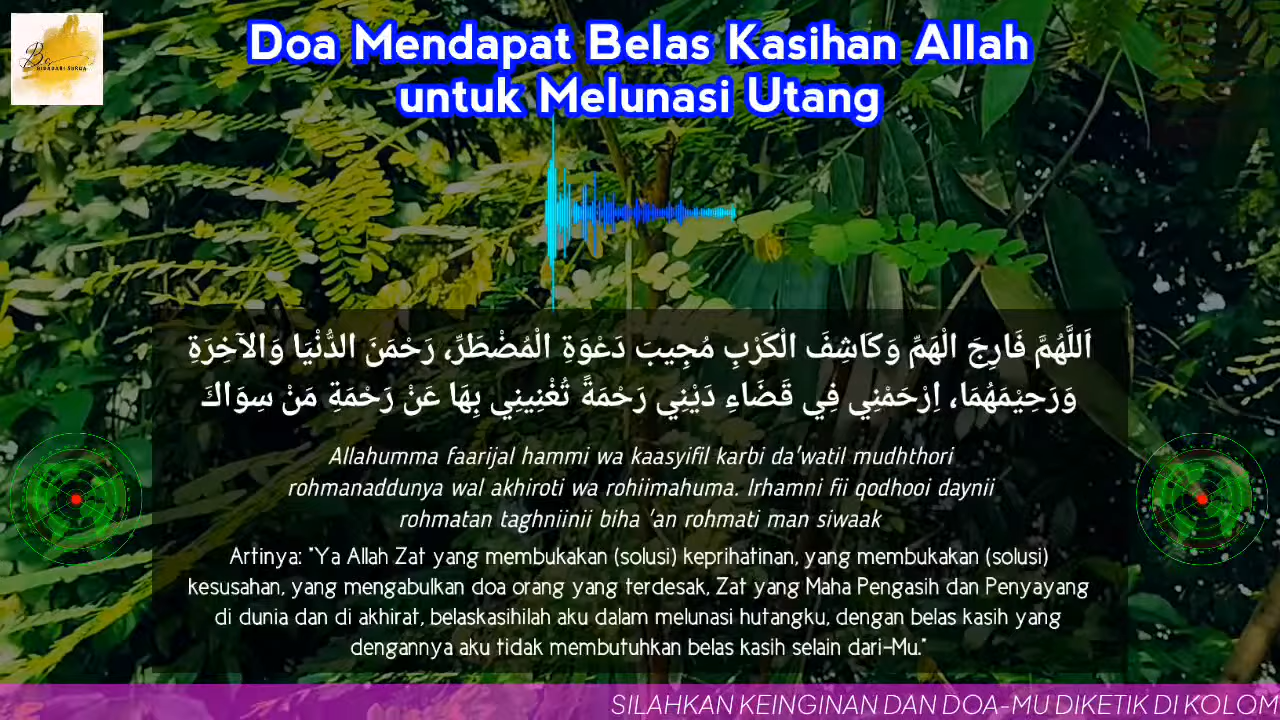 Doa Mendapat Belas Kasihan Allah
untuk Melunasi Utang
BIDADARI SURGA
اَللَّهُمَّ فَارِجَ الْهَمِّ وَكَاشِفَ الْكَرْبِ مُجِيبَ دَعْوَةِ الْمُضْطَرِّ، رَحْمَنَ الدُّنْيَا وَالآخِرَةِ
وَرَحِيْمَهُمَا، اِرْحَمْنِي فِي قَضَاءِ دَيْنِي رَحْمَةً تُغْنِينِي بِهَا عَنْ رَحْمَةِ مَنْ سِوَاكَ
Allahumma faarijal hammi wa kaasyifil karbi da'watil mudhthori
rohmanaddunya wal akhiroti wa rohiimahuma. Irhamni fii qodhooi daynii
rohmatan taghniinii biha 'an rohmati man siwaak
Artinya: "Ya Allah Zat yang membukakan (solusi) keprihatinan, yang membukakan (solusi)
kesusahan, yang mengabulkan doa orang yang terdesak, Zat yang Maha Pengasih dan Penyayang
di dunia dan di akhirat, belaskasihilah aku dalam melunasi hutangku, dengan belas kasih yang
dengannya aku tidak membutuhkan belas kasih selain dari-Mu."
SILAHKAN KEINGINAN DAN DOA-MU DIKETIK DI KOLOM